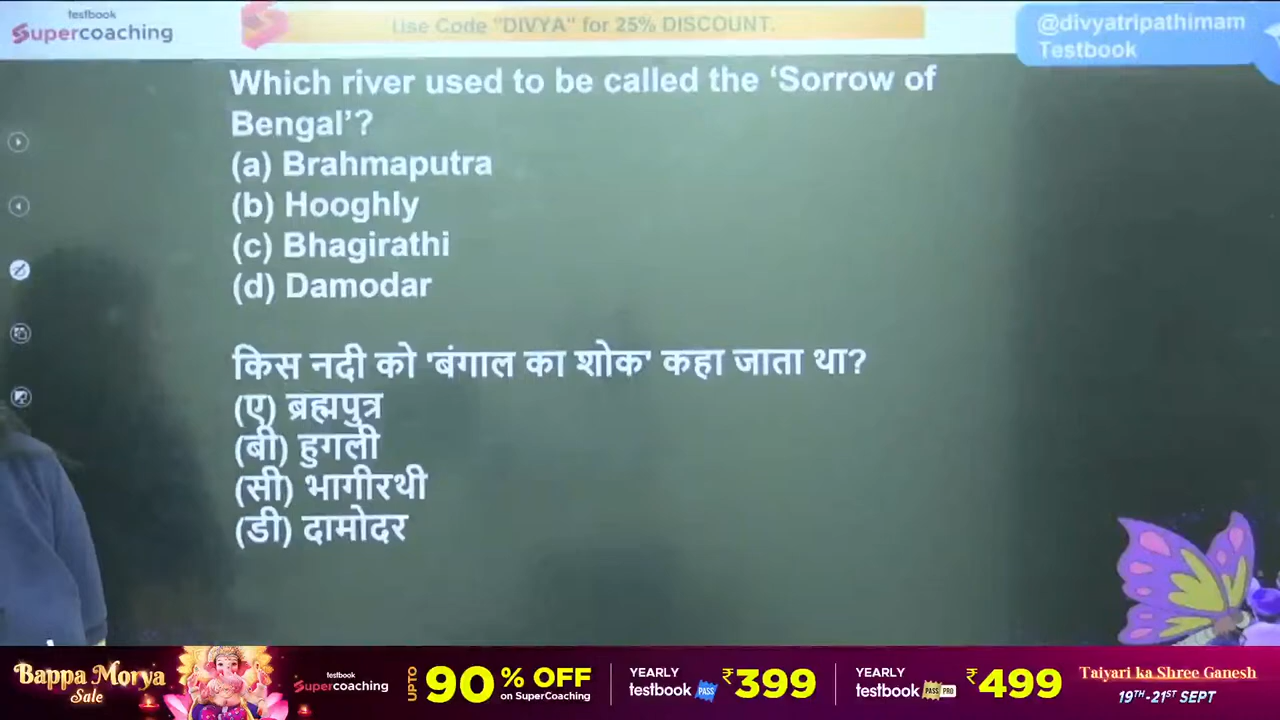 testbook
Supercoaching
Use Code "DIVYA" for 25% DISCOUNT.
@divyatripathimam
Testbook
Which river used to be called the ‘Sorrow of
Bengal’?
(a) Brahmaputra
(b) Hooghly
(c) Bhagirathi
(d) Damodar
किस नदी को 'बंगाल का शोक' कहा जाता था?
(ए) ब्रह्मपुत्र
(बी) हुगली
(सी) भागीरथी
(डी) दामोदर
Bappa Morya
Sale
testbook
Supercoaching
UPTO
90% OFF
on SuperCoaching
YEARLY
testbook PASS
₹399
YEARLY
testbook PASS PRO
₹499
Taiyari ka Shree Ganesh
19TH-21ST SEPT